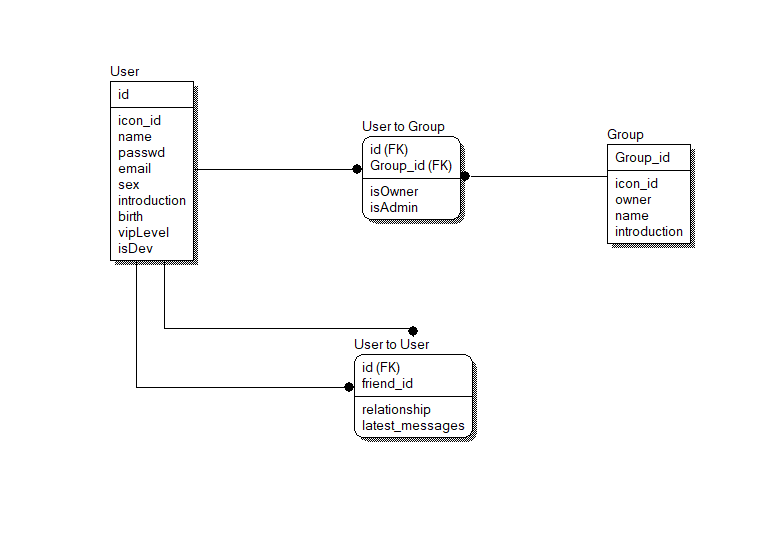 User
id
icon_id
name
passwd
email
sex
introduction
birth
vipLevel
isDev
User to Group
id (FK)
Group_id (FK)
isOwner
isAdmin
Group
Group_id
icon_id
owner
name
introduction
User to User
id (FK)
friend_id
relationship
latest_messages